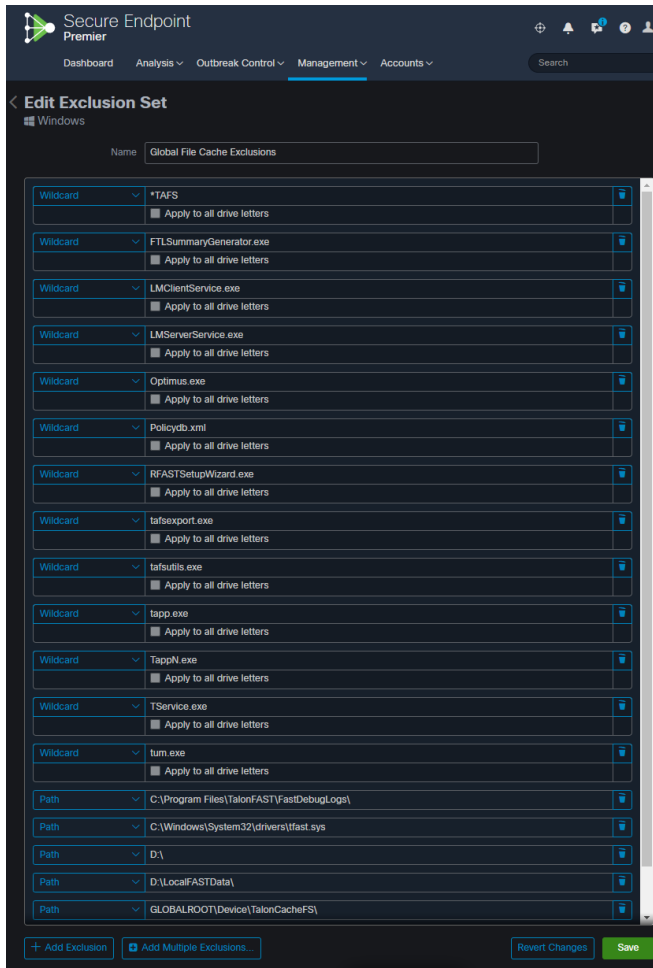 Secure Endpoint
Premier
Dashboard Analysis Outbreak Control Management Accounts Search
Edit Exclusion Set
Windows
Name Global File Cache Exclusions
Wildcard *TAFS
Apply to all drive letters
Wildcard FTLSummaryGenerator.exe
Apply to all drive letters
Wildcard LMClientService.exe
Apply to all drive letters
Wildcard LMServerService.exe
Apply to all drive letters
Wildcard Optimus.exe
Apply to all drive letters
Wildcard Policydb.xml
Apply to all drive letters
Wildcard RFASTSetupWizard.exe
Apply to all drive letters
Wildcard tafsexport.exe
Apply to all drive letters
Wildcard tafsutils.exe
Apply to all drive letters
Wildcard tapp.exe
Apply to all drive letters
Wildcard TappN.exe
Apply to all drive letters
Wildcard TService.exe
Apply to all drive letters
Wildcard tum.exe
Apply to all drive letters
Path C:\Program Files\TalonFAST\FastDebugLogs\
Path C:\Windows\System32\drivers\tfast.sys
Path D:\
Path D:\LocalFASTData\
Path GLOBALROOT\Device\TalonCacheFS\
+ Add Exclusion Add Multiple Exclusions... Revert Changes Save